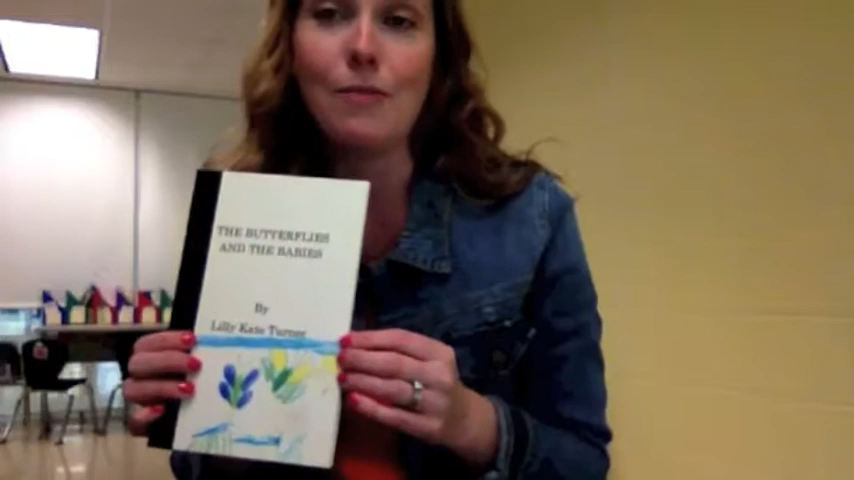 THE BUTTERFLIES
AND THE BABIES
By
Lilly Kate Turner